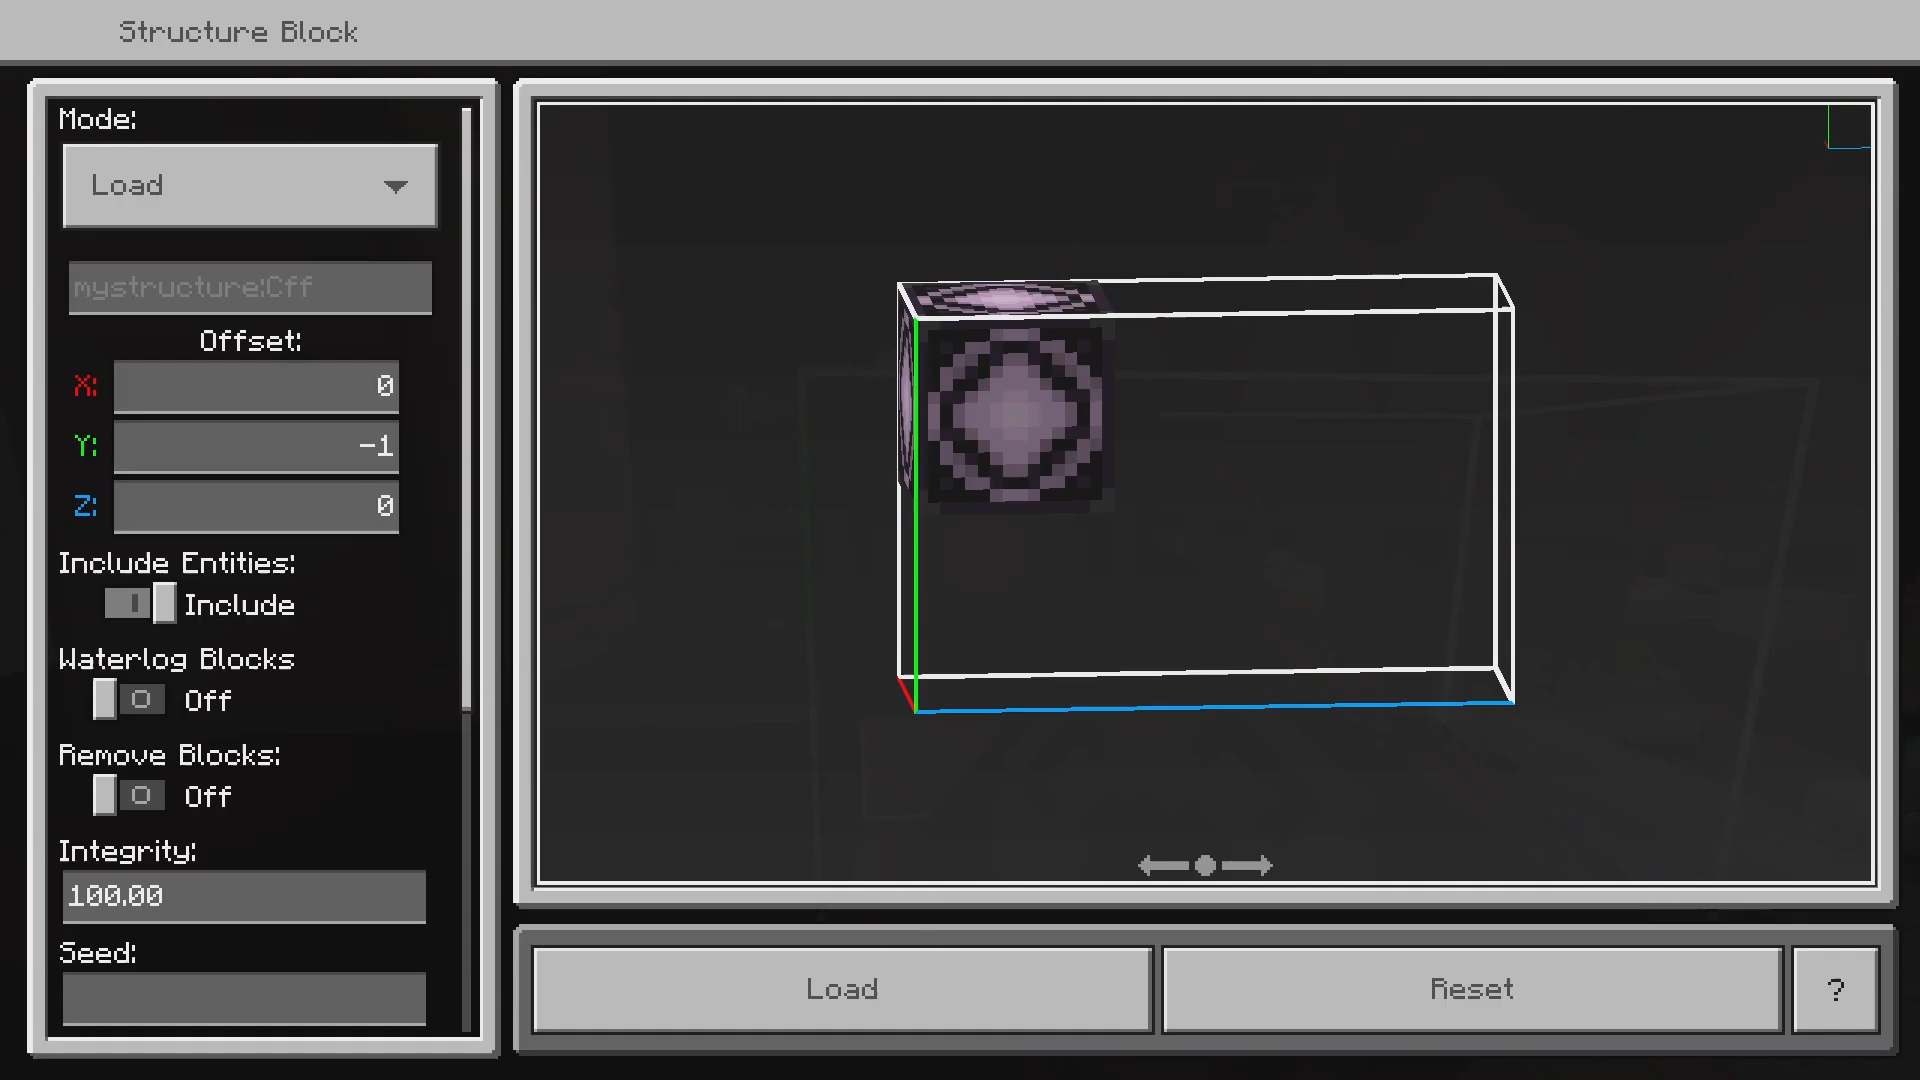 Structure Block
Mode:
Load
mystructure:Cff
Offset:
X: 0
Y: -1
Z: 0
Include Entities:
Include
Waterlog Blocks
Off
Remove Blocks:
Off
Integrity:
100.00
Seed:
Load
Reset
?